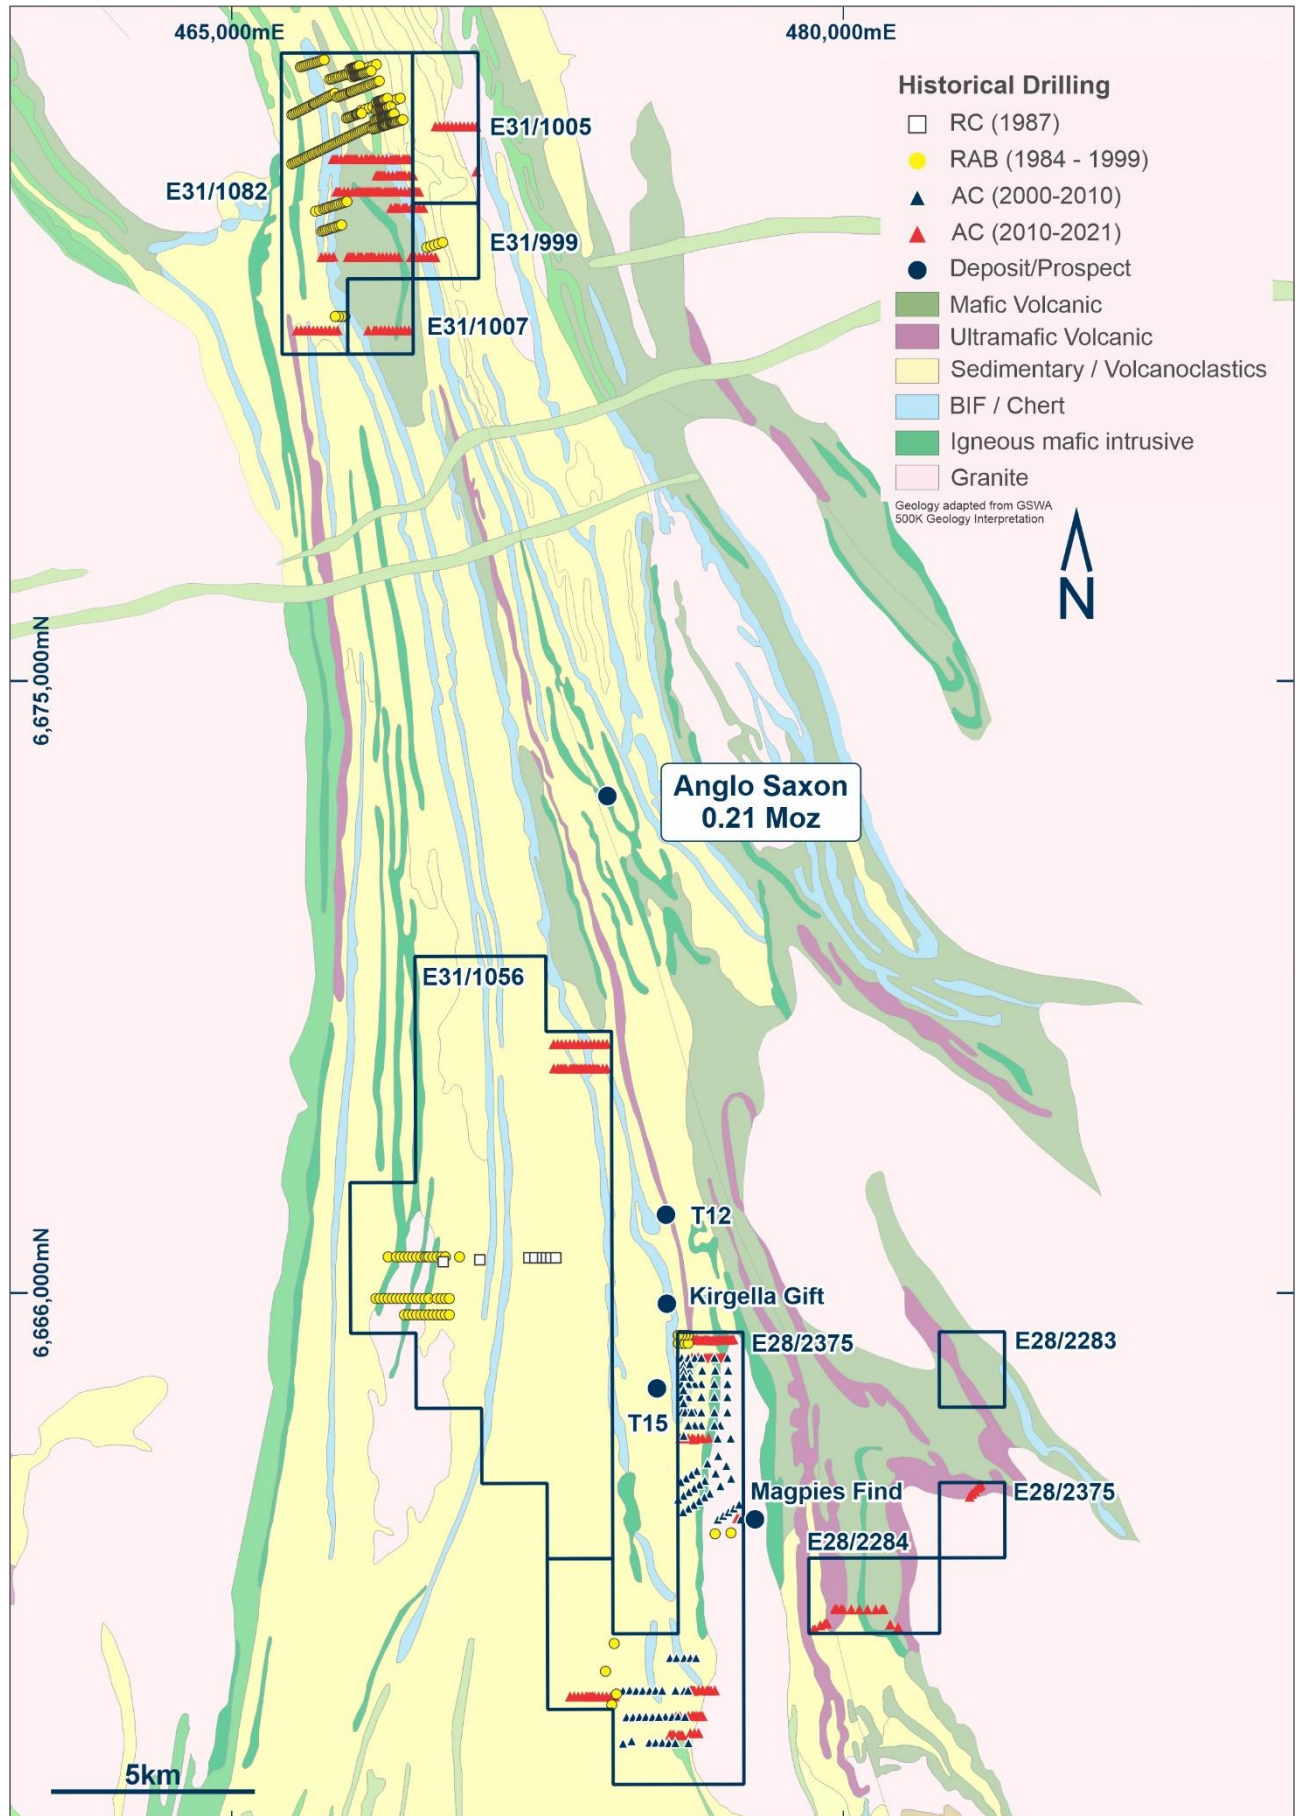 465,000mE
480,000mE
Historical Drilling
RC (1987)
RAB (1984 - 1999)
AC (2000-2010)
AC (2010-2021)
Deposit/Prospect
Mafic Volcanic
Ultramafic Volcanic
Sedimentary / Volcanoclastics
BIF / Chert
Igneous mafic intrusive
Granite
Geology adapted from GSWA
500K Geology Interpretation
N
E31/1005
E31/1082
E31/999
E31/1007
6,675,000mN
Anglo Saxon
0.21 Moz
E31/1056
T12
6,666,000mN
Kirgella Gift
E28/2375
E28/2283
T15
Magpies Find
E28/2375
E28/2284
5km